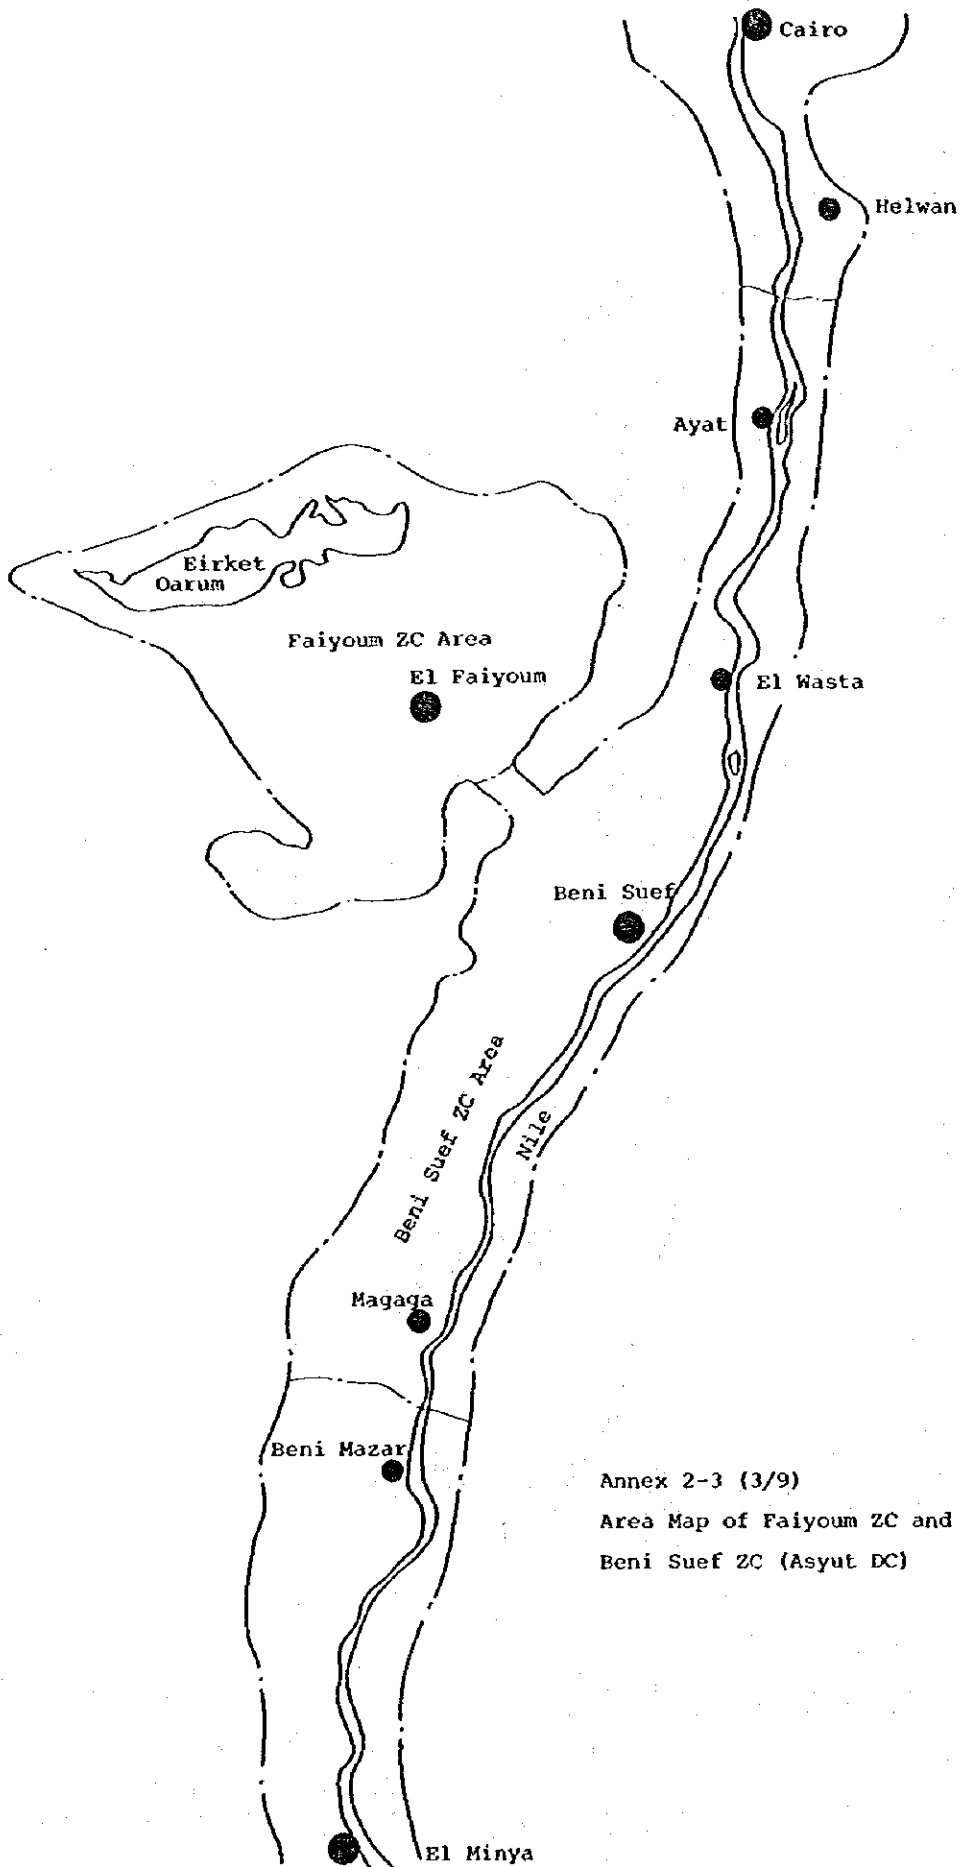 Cairo
Helwan
Ayat
Eirket
Oarum
Faiyoum ZC Area
El Faiyoum
El Wasta
Beni Suef
Beni Suef ZC Area
Nile
Magaga
Beni Mazar
Annex 2-3 (3/9)
Area Map of Faiyoum ZC and
Beni Suef ZC (Asyut DC)
El Minya